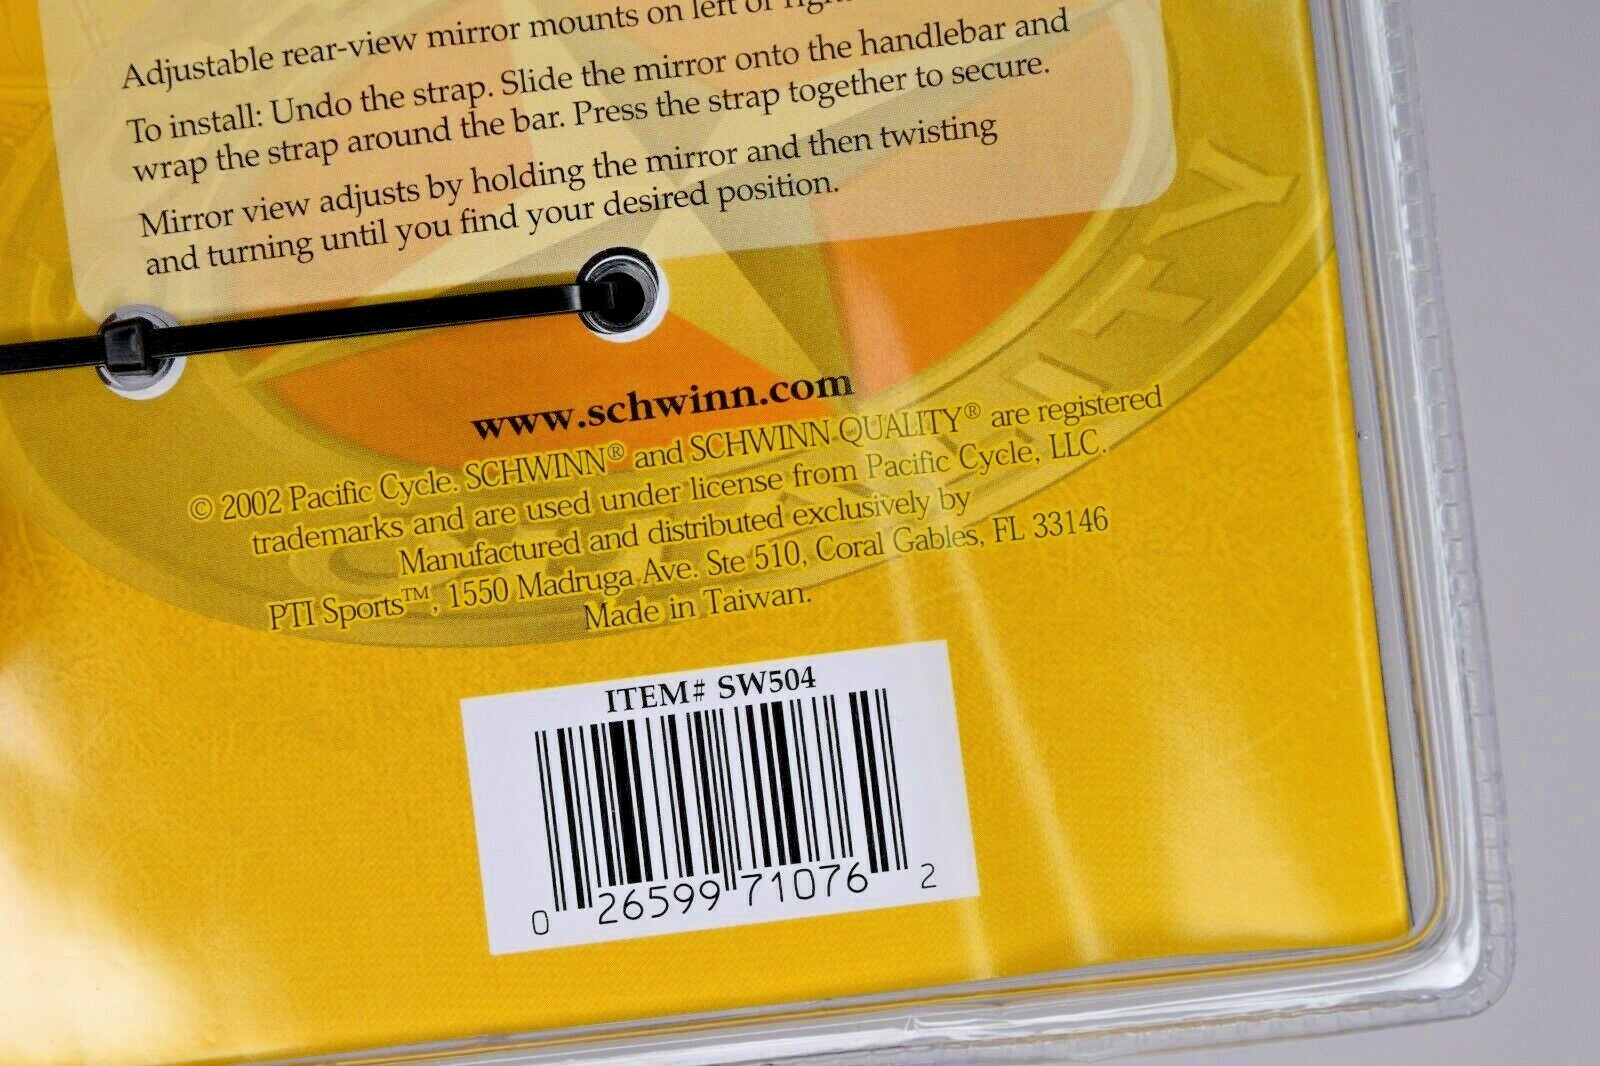 Adjustable rear-view mirror mounts on left or right
To install: Undo the strap. Slide the mirror onto the handlebar and
wrap the strap around the bar. Press the strap together to secure.
Mirror view adjusts by holding the mirror and then twisting
and turning until you find your desired position.
www.schwinn.com
© 2002 Pacific Cycle. SCHWINN® and SCHWINN QUALITY® are registered
trademarks and are used under license from Pacific Cycle, LLC.
Manufactured and distributed exclusively by
PTI Sports™, 1550 Madruga Ave. Ste 510, Coral Gables, FL 33146
Made in Taiwan.
ITEM# SW504
0 26599 71076 2